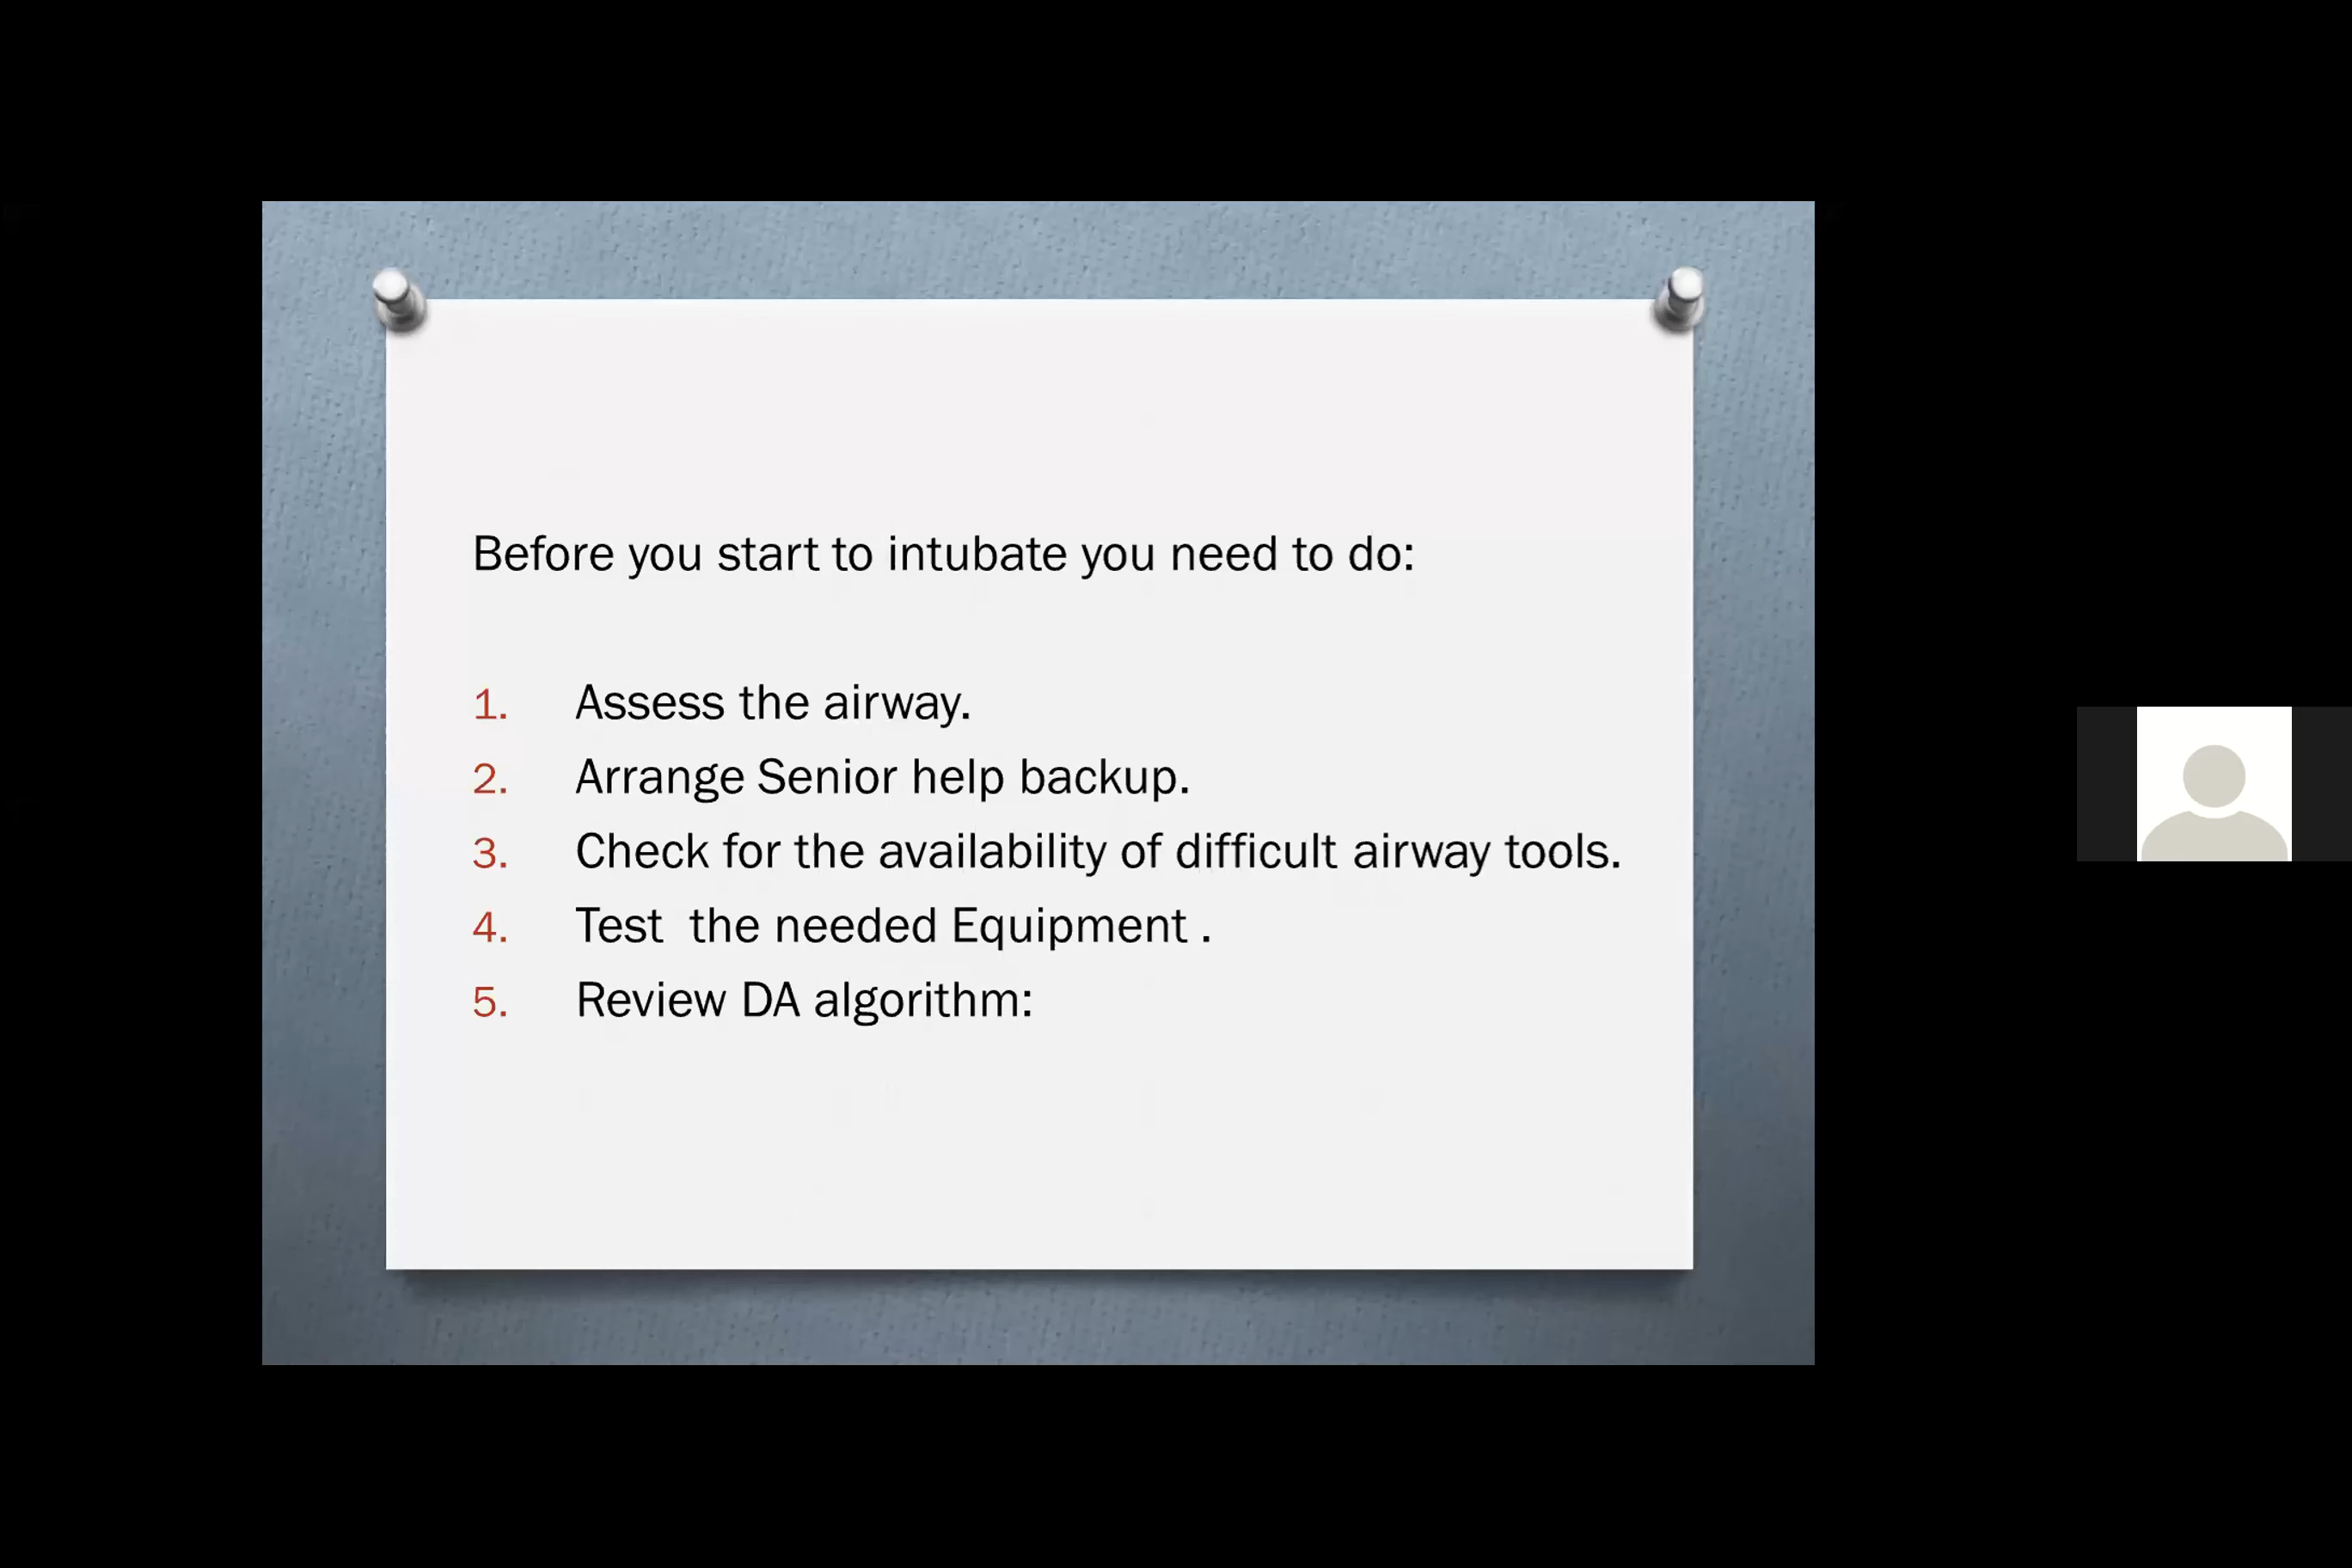 Before you start to intubate you need to do:
1. Assess the airway.
2. Arrange Senior help backup.
3. Check for the availability of difficult airway tools.
4. Test  the needed Equipment .
5. Review DA algorithm: